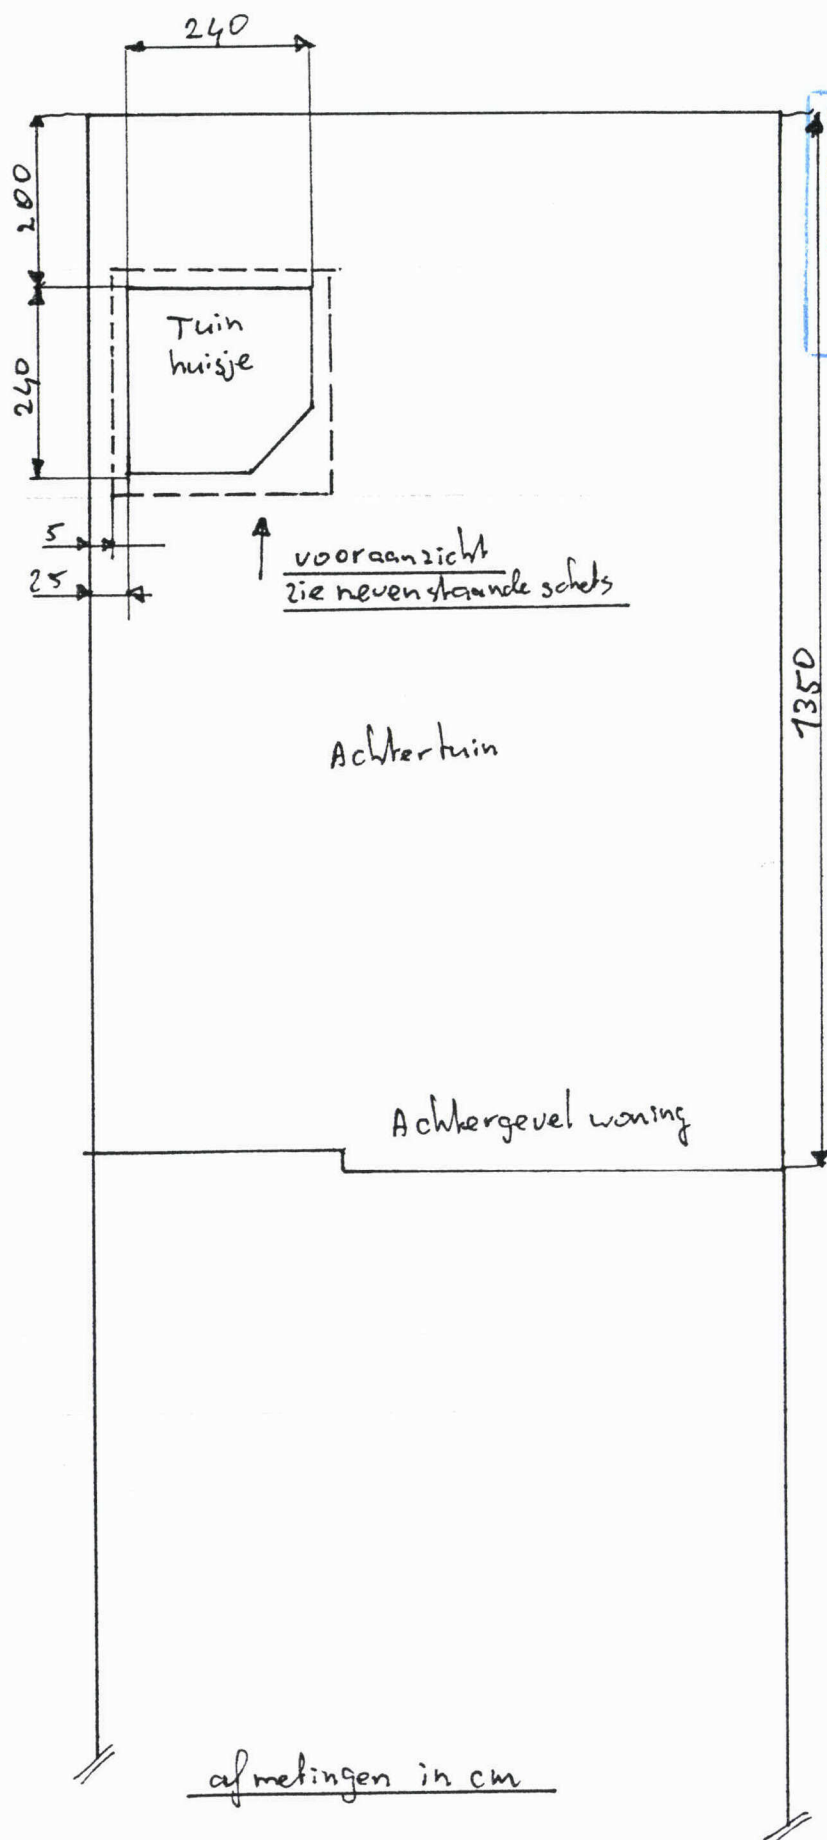 240
200
240
Tuin
huisje
5
25
vooraanzicht
zie nevenstaande schets
1350
Achtertuin
Achtergevel woning
afmetingen in cm